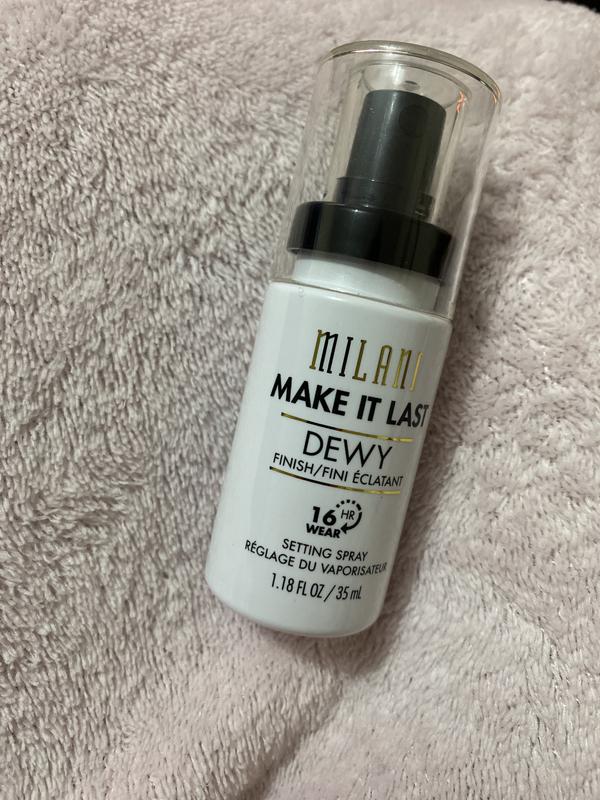 MILANI
MAKE IT LAST
DEWY
FINISH/FINI ÉCLATANT
16 HR
WEAR
SETTING SPRAY
RÉGLAGE DU VAPORISATEUR
1.18 FL OZ / 35 mL